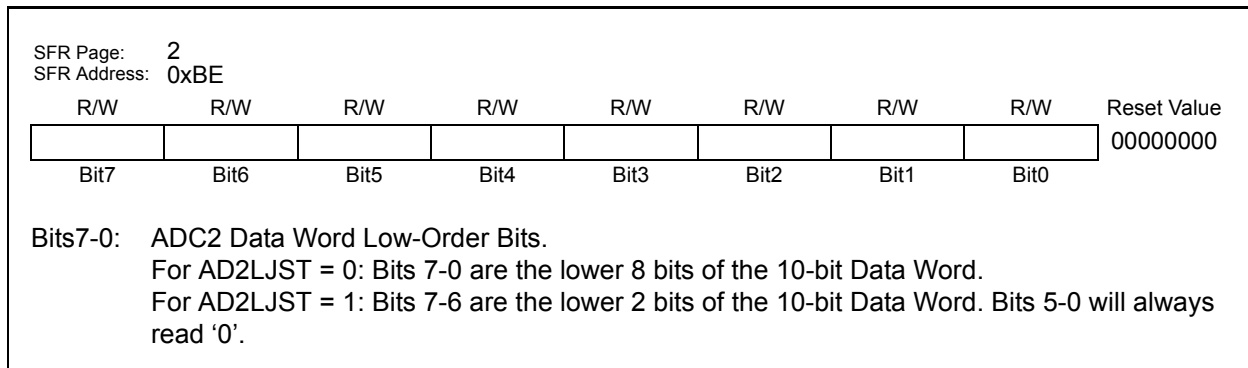 SFR Page: 2
SFR Address: 0xBE
R/W R/W R/W R/W R/W R/W R/W R/W Reset Value
00000000
Bit7 Bit6 Bit5 Bit4 Bit3 Bit2 Bit1 Bit0
Bits7-0: ADC2 Data Word Low-Order Bits.
For AD2LJST = 0: Bits 7-0 are the lower 8 bits of the 10-bit Data Word.
For AD2LJST = 1: Bits 7-6 are the lower 2 bits of the 10-bit Data Word. Bits 5-0 will always
read ‘0’.